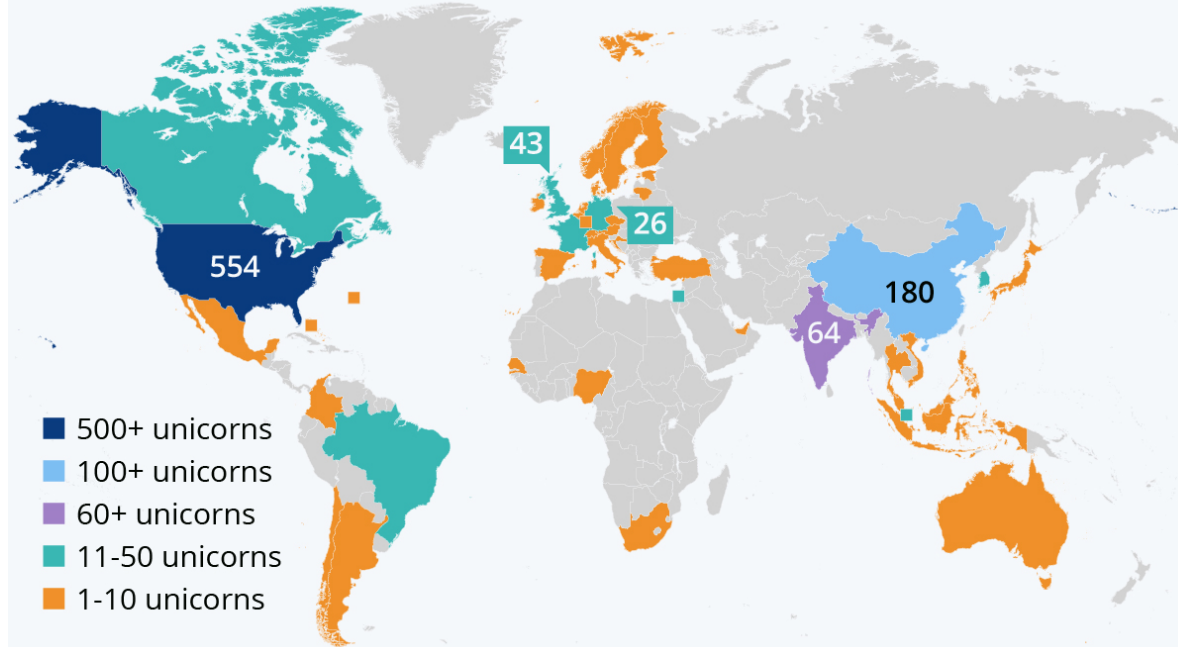 43
26
554
180
64
500+ unicorns
100+ unicorns
60+ unicorns
11-50 unicorns
1-10 unicorns